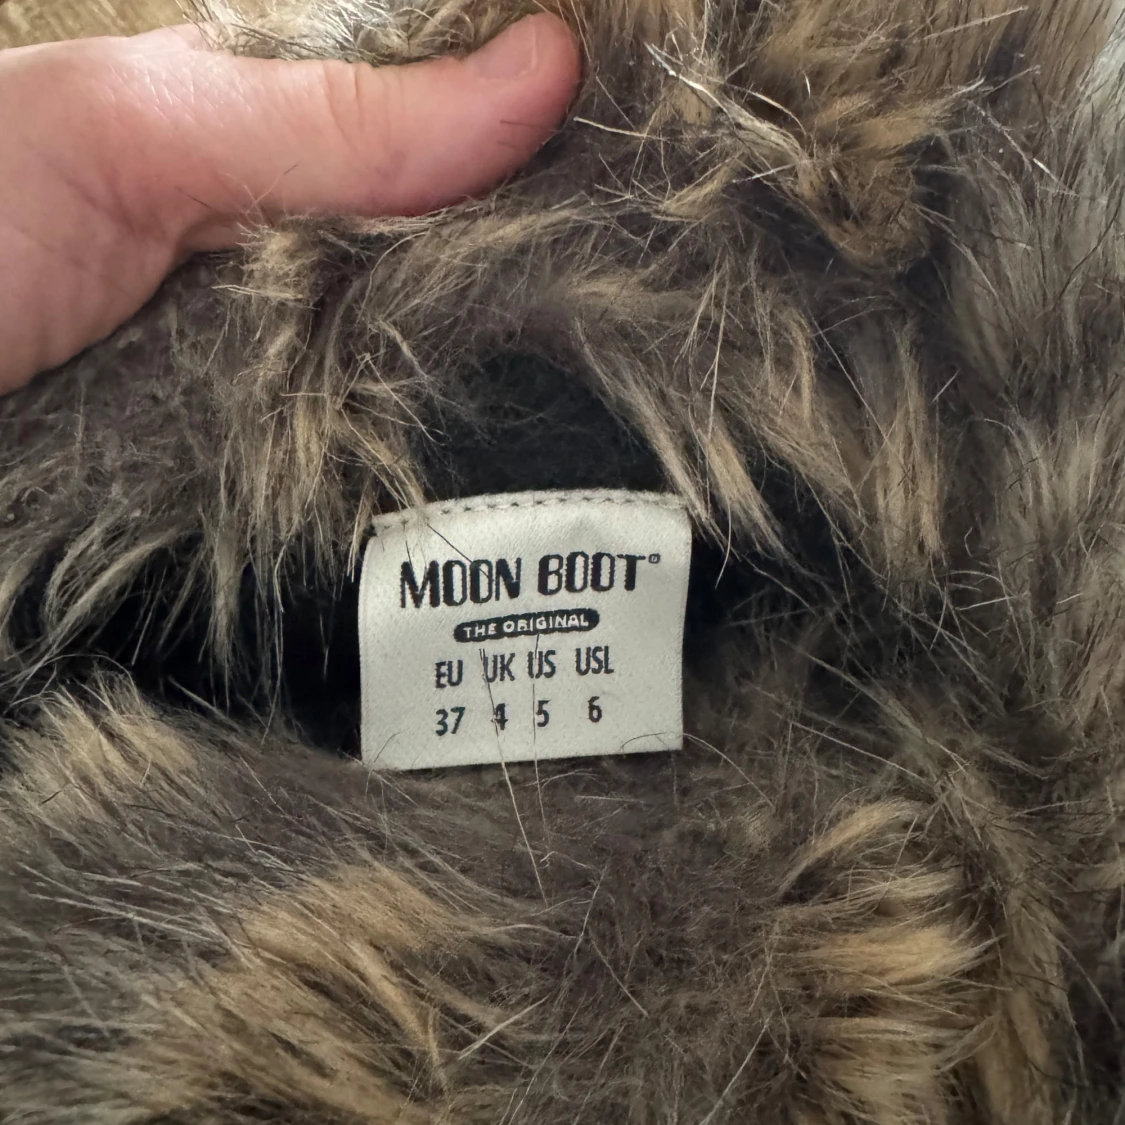 MOON BOOT®
THE ORIGINAL
EU UK US USL
37 4 5 6